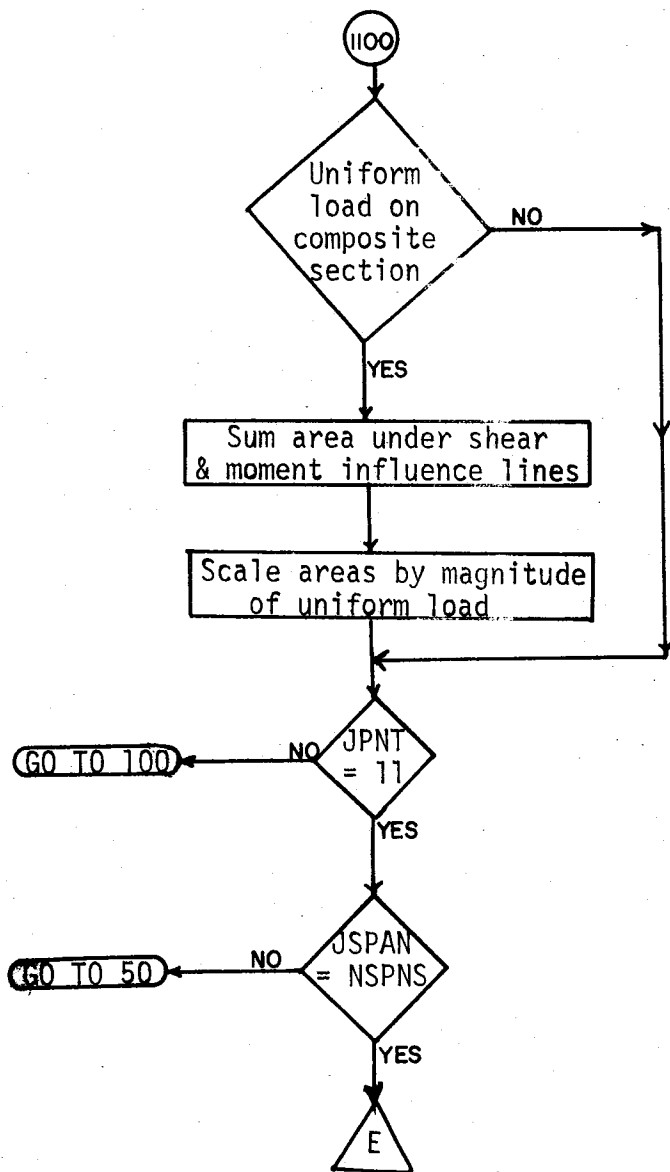 1100
Uniform
load on
composite
section
NO
YES
Sum area under shear
& moment influence lines
Scale areas by magnitude
of uniform load
JPNT
= 11
NO
GO TO 100
YES
JSPAN
= NSPNS
NO
GO TO 50
YES
E